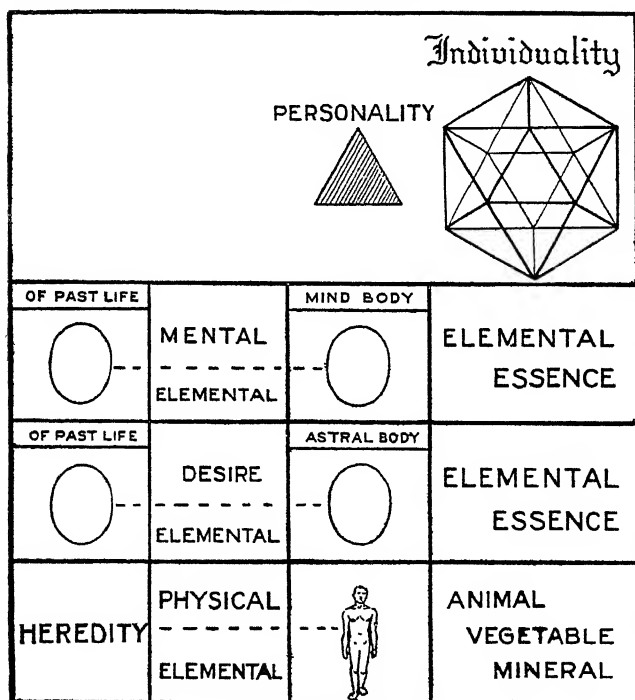 Individuality
PERSONALITY
OF PAST LIFE
MENTAL
ELEMENTAL
MIND BODY
ELEMENTAL
ESSENCE
OF PAST LIFE
DESIRE
ELEMENTAL
ASTRAL BODY
ELEMENTAL
ESSENCE
HEREDITY
PHYSICAL
ELEMENTAL
ANIMAL
VEGETABLE
MINERAL